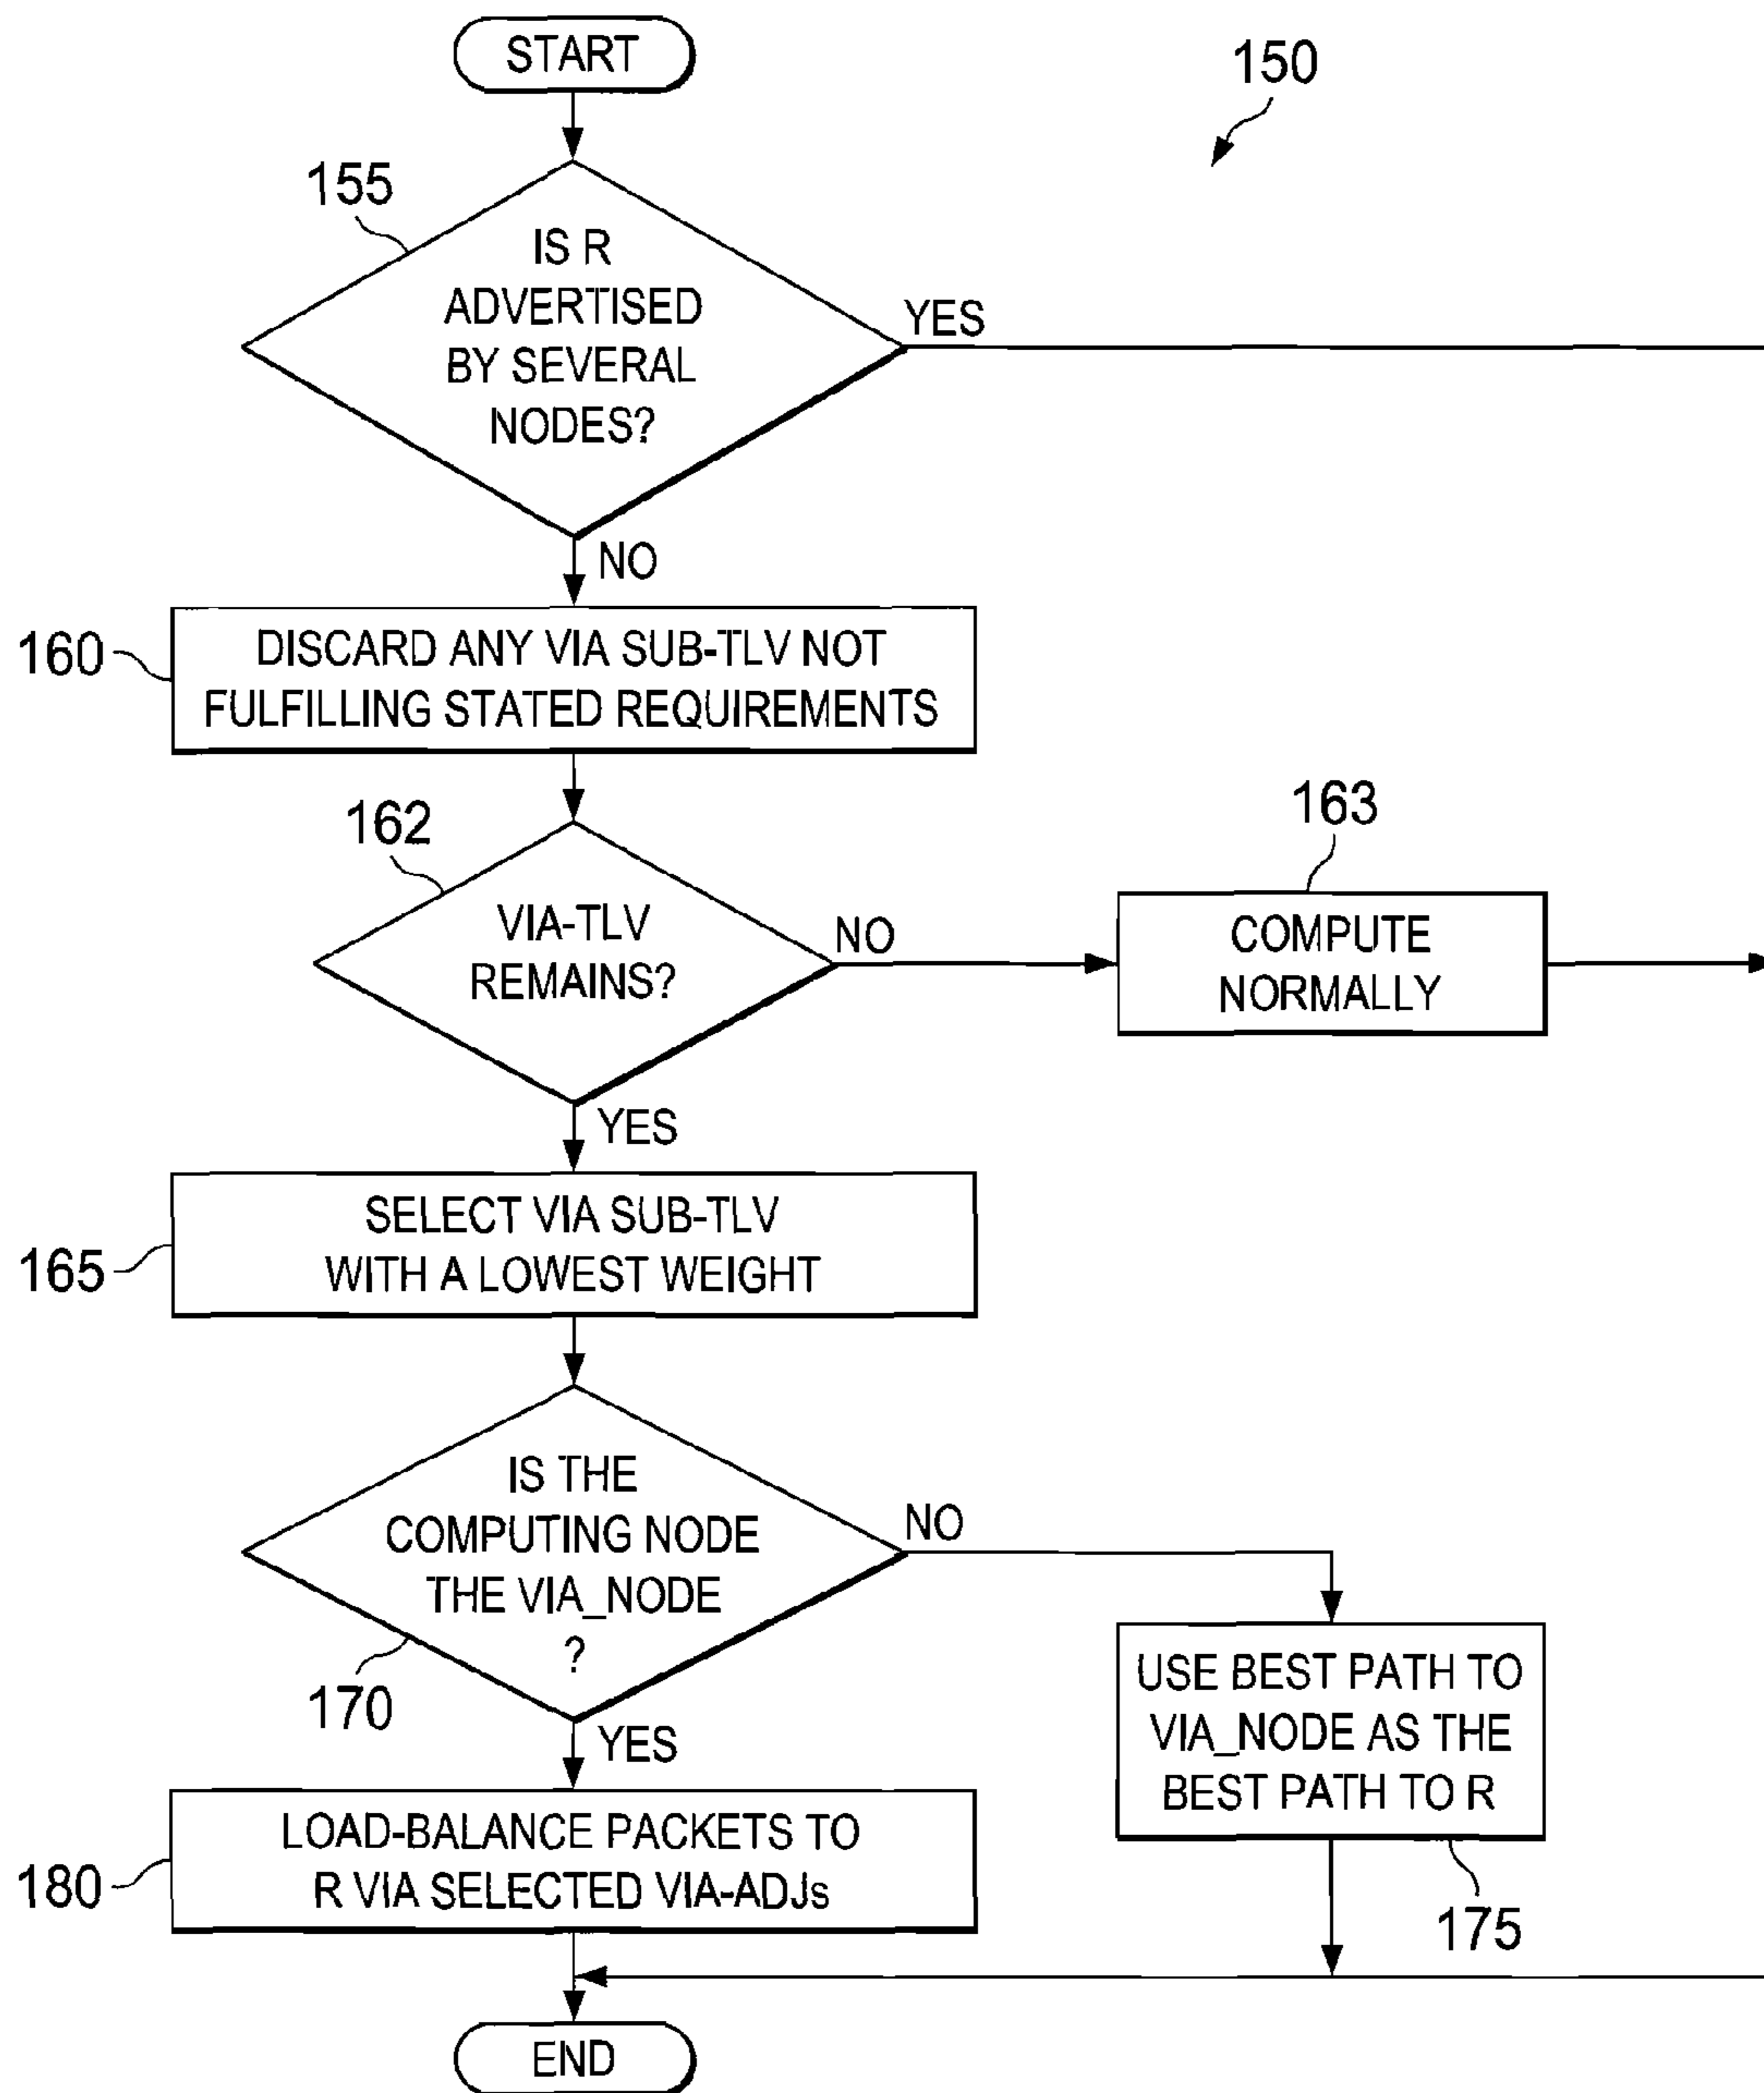 START
150
155
IS R
ADVERTISED
BY SEVERAL
NODES?
YES
NO
160
DISCARD ANY VIA SUB-TLV NOT
FULFILLING STATED REQUIREMENTS
162
VIA-TLV
REMAINS?
NO
163
COMPUTE
NORMALLY
YES
165
SELECT VIA SUB-TLV
WITH A LOWEST WEIGHT
IS THE
COMPUTING NODE
THE VIA_NODE
?
NO
170
YES
USE BEST PATH TO
VIA_NODE AS THE
BEST PATH TO R
175
180
LOAD-BALANCE PACKETS TO
R VIA SELECTED VIA-ADJs
END